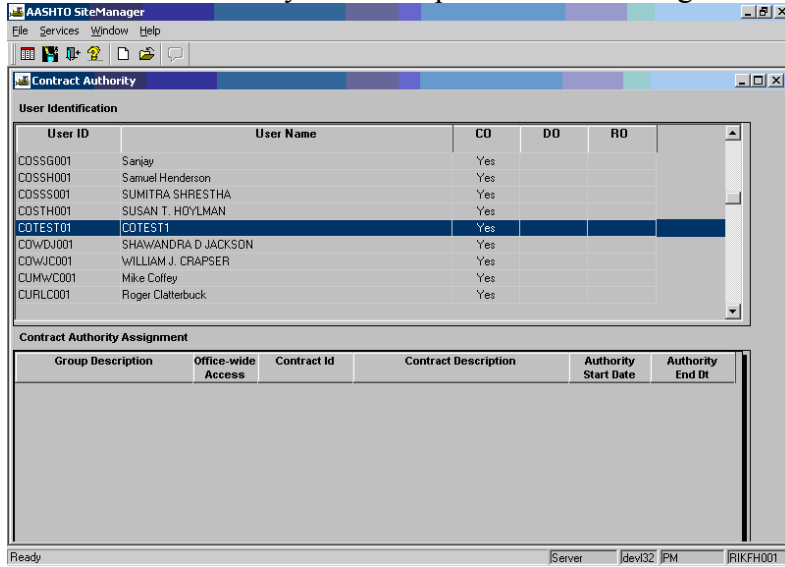 AASHTO SiteManager
File Services Window Help
Contract Authority
User Identification
User ID User Name CO DO RO
COSSG001 Sanjay Yes
COSSH001 Samuel Henderson Yes
COSSS001 SUMITRA SHRESTHA Yes
COSTH001 SUSAN T. HOYLMAN Yes
COTEST01 COTEST1 Yes
COWDJ001 SHAWANDRA D JACKSON Yes
COWJC001 WILLIAM J. CRAPSER Yes
CUMWC001 Mike Coffey Yes
CURLC001 Roger Clatterbuck Yes
Contract Authority Assignment
Group Description Office-wide Access Contract Id Contract Description Authority Start Date Authority End Dt
Ready Server devl32 PM RIKFH001